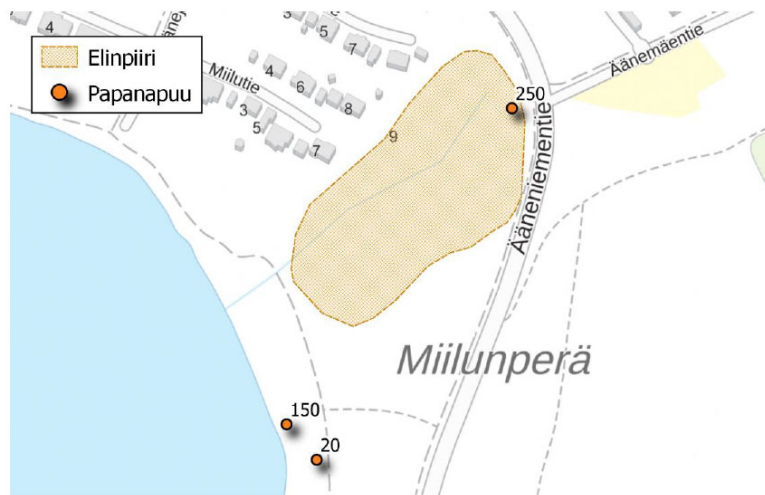 4
3
5
7
Elinpiiri
Papanapuu
Miilutie
4
6
8
3
5
7
9
250
Äänemäentie
Ääneniementie
Miilunperä
150
20